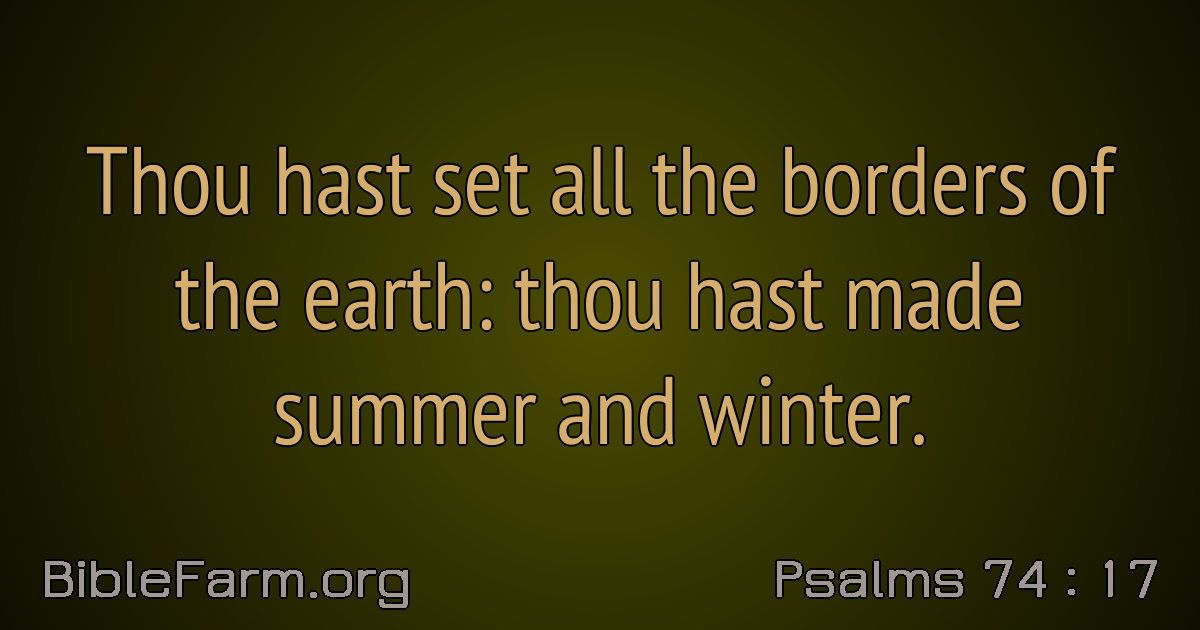 Thou hast set all the borders of
the earth: thou hast made
summer and winter.
BibleFarm.org
Psalms 74 : 17